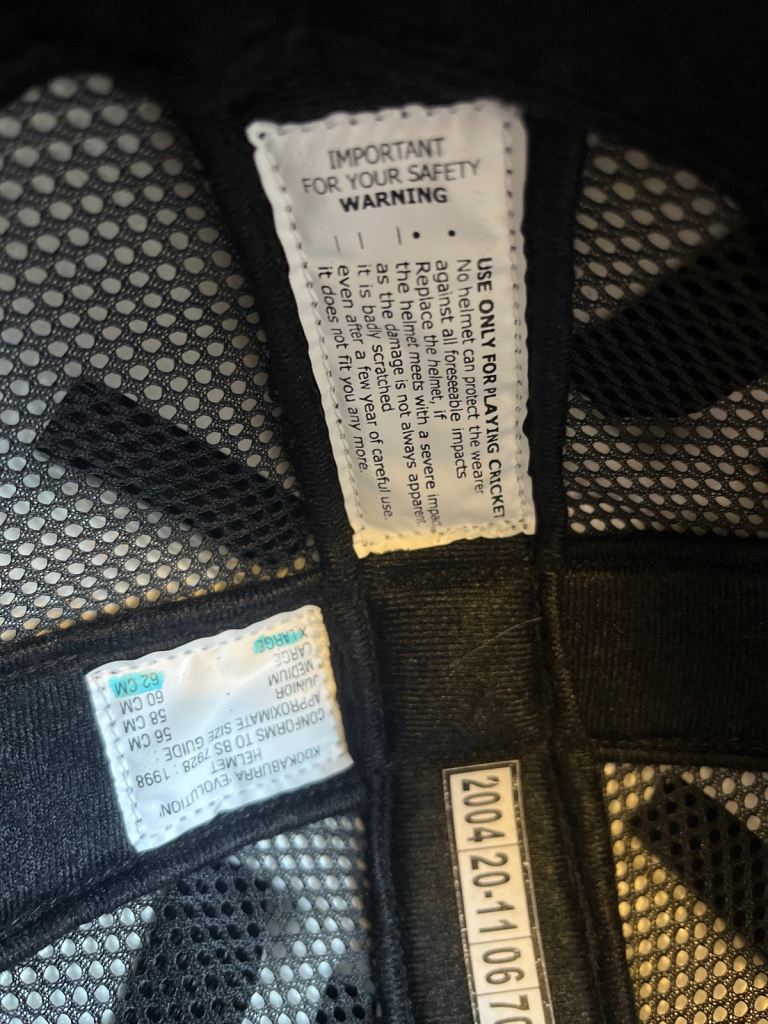 IMPORTANT
FOR YOUR SAFETY
WARNING
USE ONLY FOR PLAYING CRICKET
• No helmet can protect the wearer
against all foreseeable impacts
• Replace the helmet, if
— the helmet meets with a severe
as the damage is not always apparent
— it is badly scratched
even after a few year of careful use.
— it does not fit you any more.
KOOKABURRA 'EVOLUTION'
HELMET
CONFORMS TO BS 7928 : 1998
APPROXIMATE SIZE GUIDE :
JUNIOR 56 CM
MEDIUM 58 CM
LARGE 60 CM
X LARGE 62 CM
2004 20-11 067